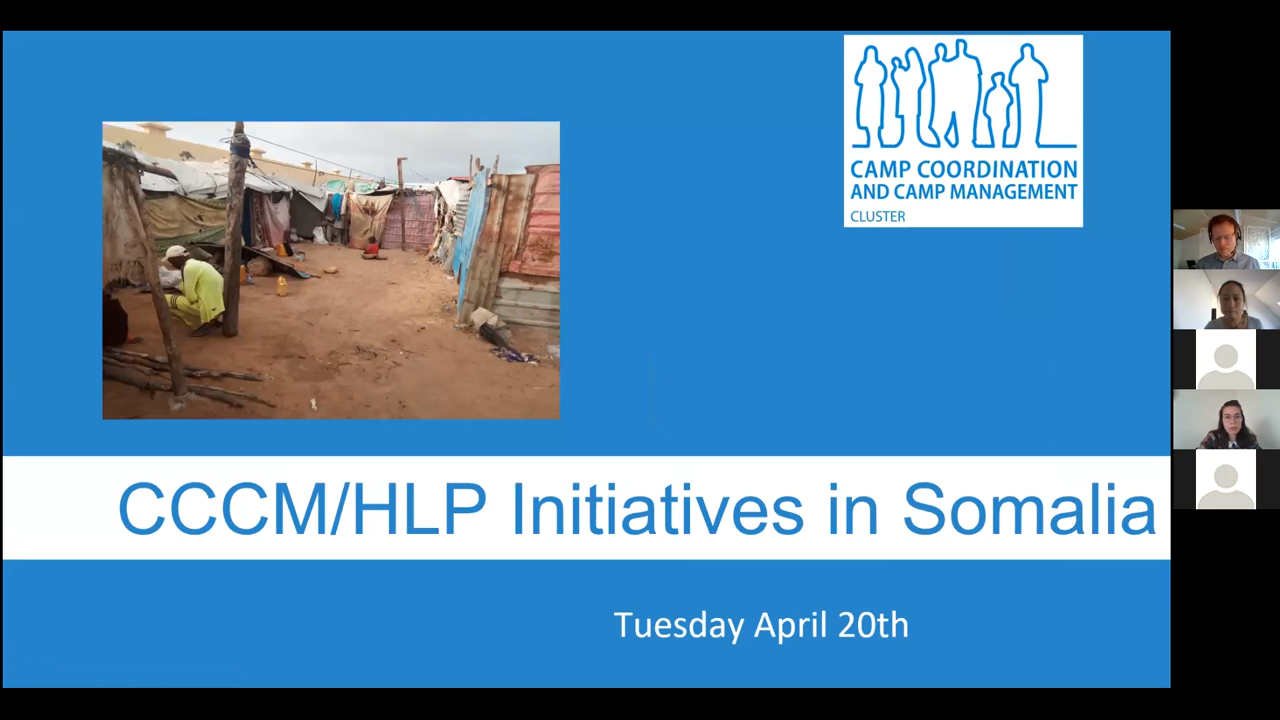 CAMP COORDINATION
AND CAMP MANAGEMENT
CLUSTER
CCCM/HLP Initiatives in Somalia
Tuesday April 20th